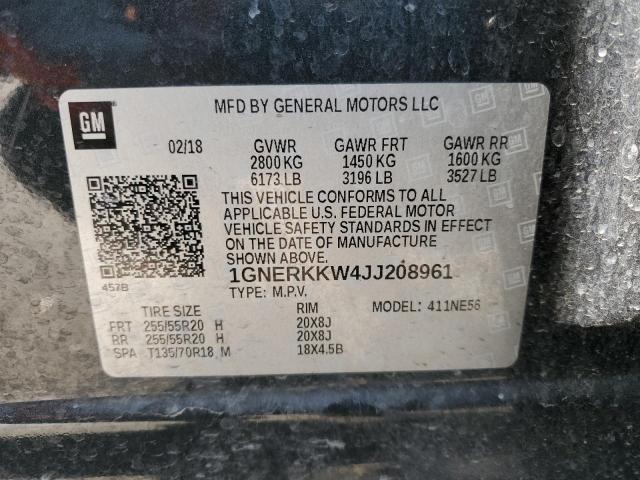 GM
MFD BY GENERAL MOTORS LLC
02/18 GVWR GAWR FRT GAWR RR
2800 KG 1450 KG 1600 KG
6173 LB 3196 LB 3527 LB
THIS VEHICLE CONFORMS TO ALL
APPLICABLE U.S. FEDERAL MOTOR
VEHICLE SAFETY STANDARDS IN EFFECT
ON THE DATE OF MANUFACTURE
SHOWN ABOVE.
1GNERKKW4JJ208961
457B
TYPE: M.P.V. MODEL: 411NE56
TIRE SIZE RIM
FRT 255/55R20 H 20X8J
RR 255/55R20 H 20X8J
SPA T135/70R18 M 18X4.5B